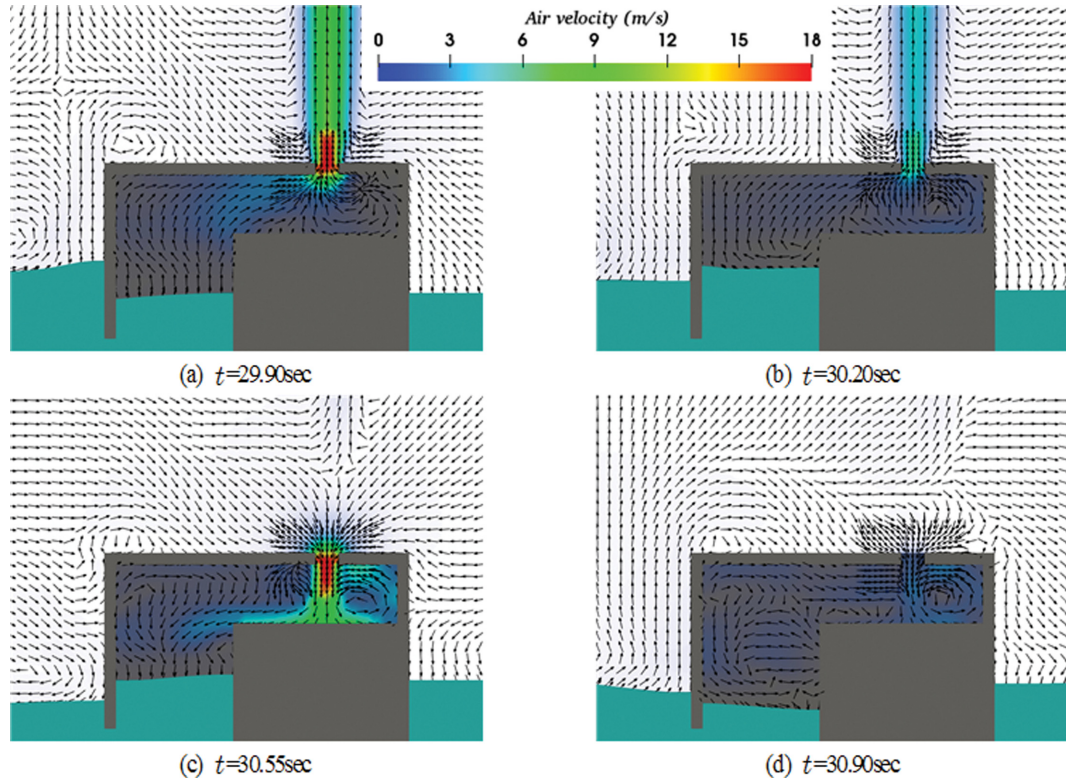 Air velocity (m/s)
0 3 6 9 12 15 18
(a) t=29.90sec
(b) t=30.20sec
(c) t=30.55sec
(d) t=30.90sec